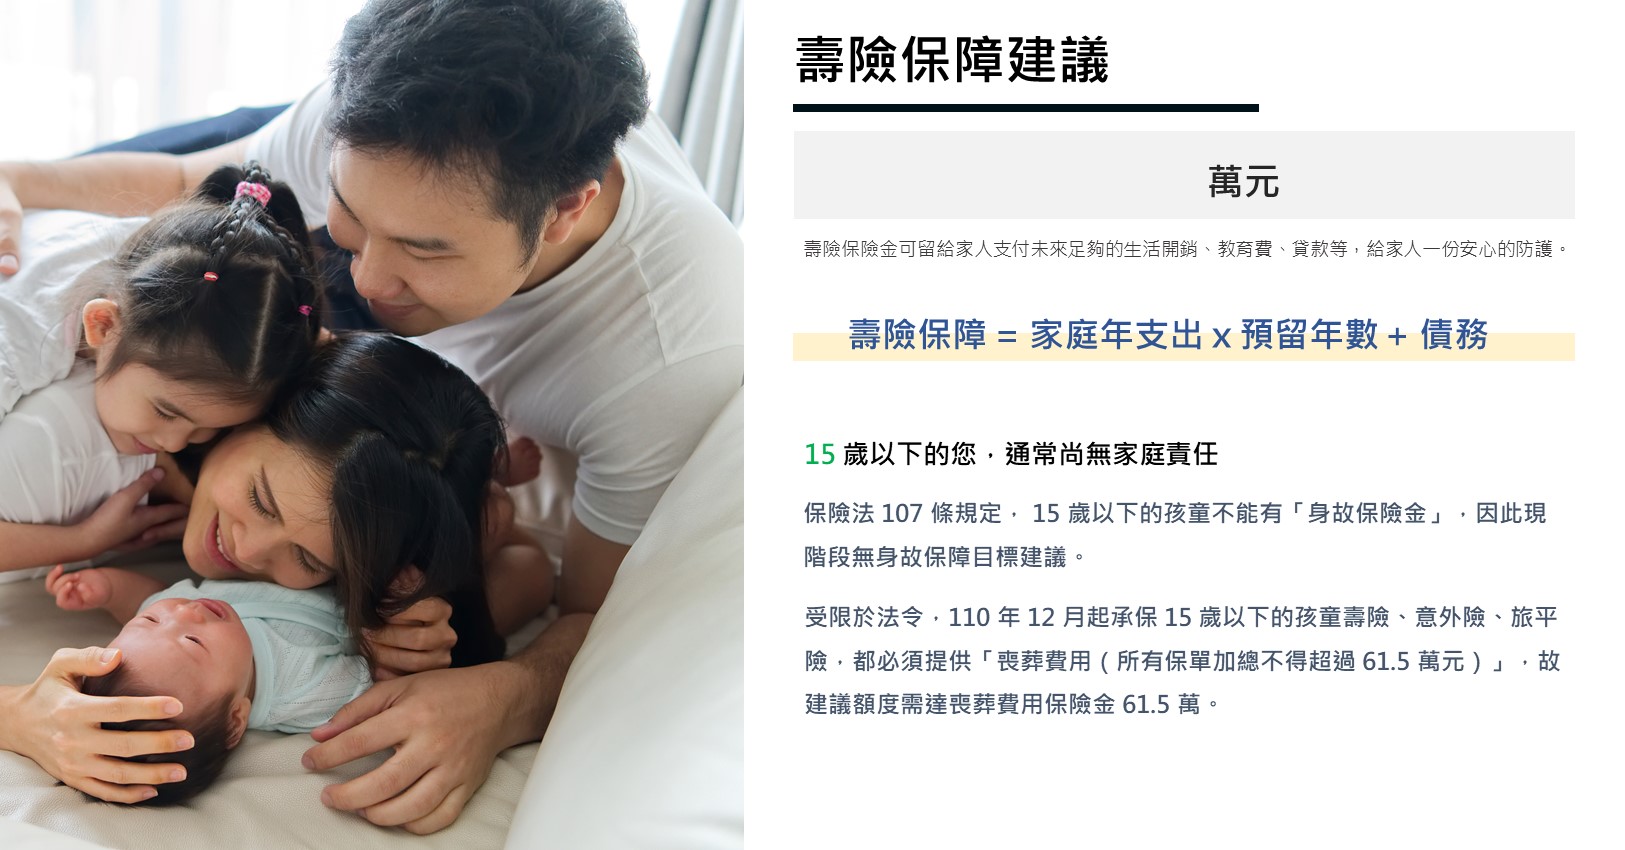 壽險保障建議
萬元
壽險保險金可留給家人支付未來足夠的生活開銷、教育費、貸款等，給家人一份安心的防護。
壽險保障 = 家庭年支出 x 預留年數 + 債務
15 歲以下的您，通常尚無家庭責任
保險法 107 條規定， 15 歲以下的孩童不能有「身故保險金」，因此現
階段無身故保障目標建議。
受限於法令，110 年 12 月起承保 15 歲以下的孩童壽險、意外險、旅平
險，都必須提供「喪葬費用 ( 所有保單加總不得超過 61.5 萬元 ) 」，故
建議額度需達喪葬費用保險金 61.5 萬。